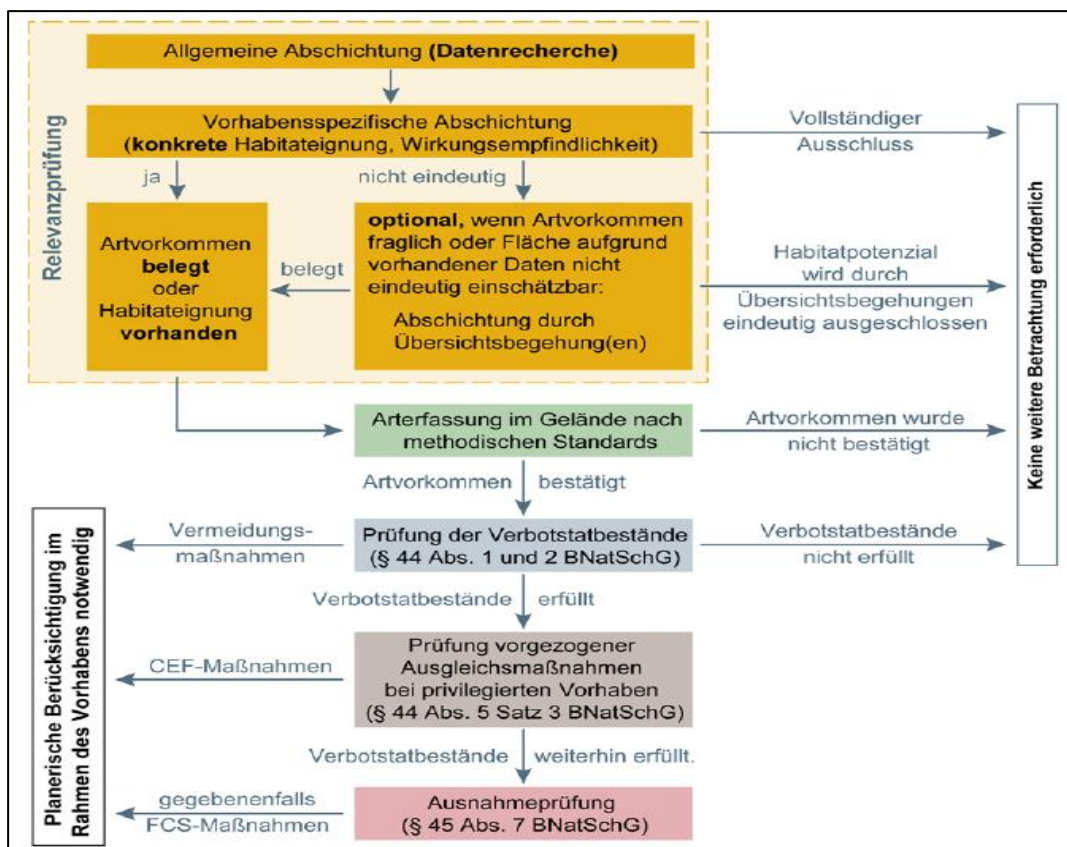 Allgemeine Abschichtung (Datenrecherche)
Relevanzprüfung
Vorhabensspezifische Abschichtung
(konkrete Habitateignung, Wirkungsempfindlichkeit)
Vollständiger
Ausschluss
ja
nicht eindeutig
Artvorkommen
belegt
oder
Habitateignung
vorhanden
belegt
optional, wenn Artvorkommen
fraglich oder Fläche aufgrund
vorhandener Daten nicht
eindeutig einschätzbar:
Abschichtung durch
Übersichtsbegehung(en)
Habitatpotenzial
wird durch
Übersichtsbegehungen
eindeutig ausgeschlossen
Keine weitere Betrachtung erforderlich
Arterfassung im Gelände nach
methodischen Standards
Artvorkommen wurde
nicht bestätigt
Artvorkommen bestätigt
Vermeidungs-
maßnahmen
Prüfung der Verbotstatbestände
(§ 44 Abs. 1 und 2 BNatSchG)
Verbotstatbestände
nicht erfüllt
Verbotstatbestände erfüllt
Planerische Berücksichtigung im
Rahmen des Vorhabens notwendig
CEF-Maßnahmen
Prüfung vorgezogener
Ausgleichsmaßnahmen
bei privilegierten Vorhaben
(§ 44 Abs. 5 Satz 3 BNatSchG)
Verbotstatbestände weiterhin erfüllt.
gegebenenfalls
FCS-Maßnahmen
Ausnahmeprüfung
(§ 45 Abs. 7 BNatSchG)